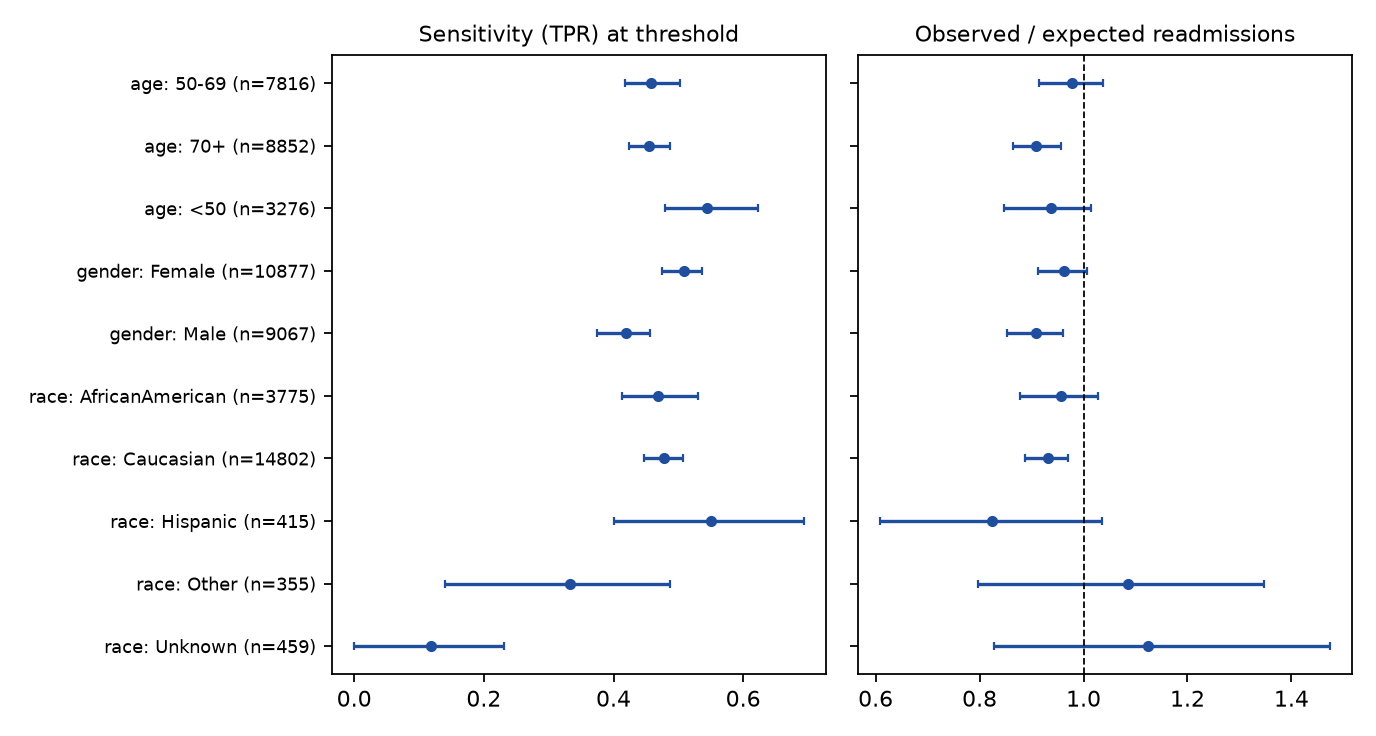 Sensitivity (TPR) at threshold
Observed / expected readmissions
age: 50-69 (n=7816)
age: 70+ (n=8852)
age: <50 (n=3276)
gender: Female (n=10877)
gender: Male (n=9067)
race: AfricanAmerican (n=3775)
race: Caucasian (n=14802)
race: Hispanic (n=415)
race: Other (n=355)
race: Unknown (n=459)
0.0 0.2 0.4 0.6
0.6 0.8 1.0 1.2 1.4